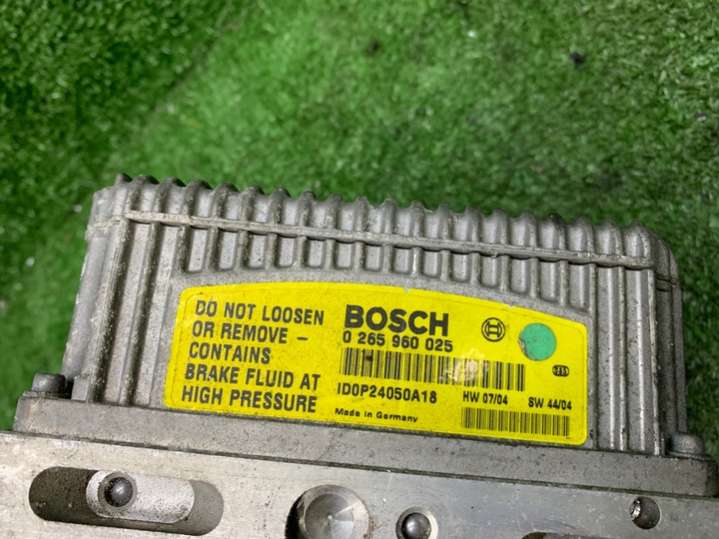 DO NOT LOOSEN
OR REMOVE –
CONTAINS
BRAKE FLUID AT
HIGH PRESSURE
BOSCH
0 265 960 025
ID0P24050A18
Made in Germany
HW 07/04 SW 44/04